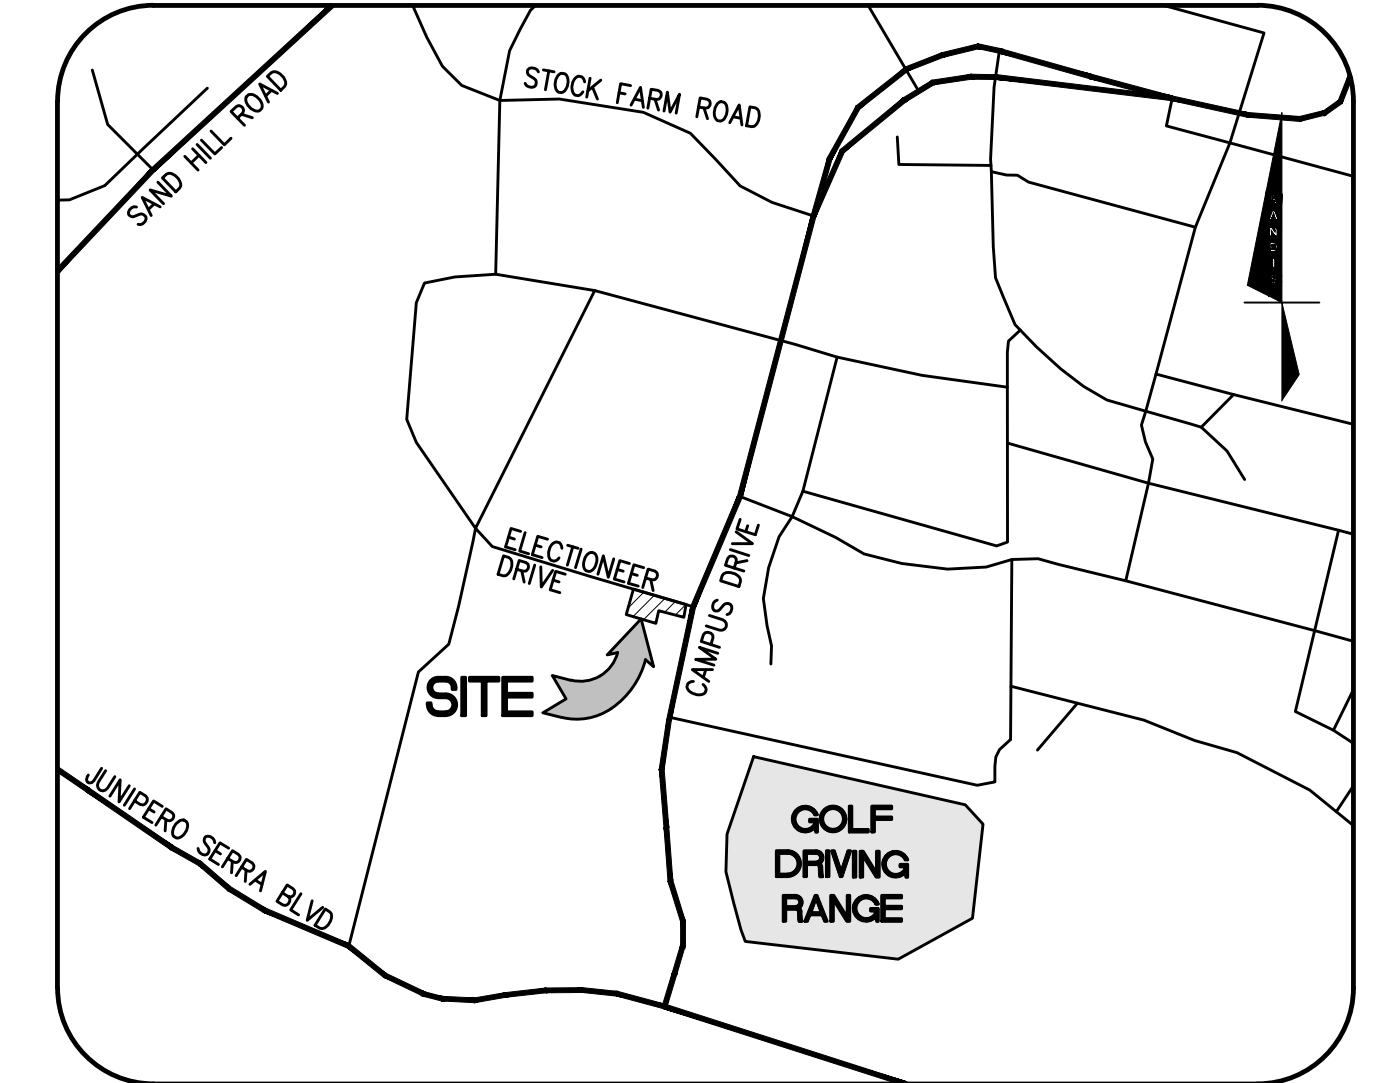 STOCK FARM ROAD
SAND HILL ROAD
ELECTIONEER
DRIVE
CAMPUS DRIVE
SITE
JUNIPERO SERRA BLVD
GOLF
DRIVING
RANGE